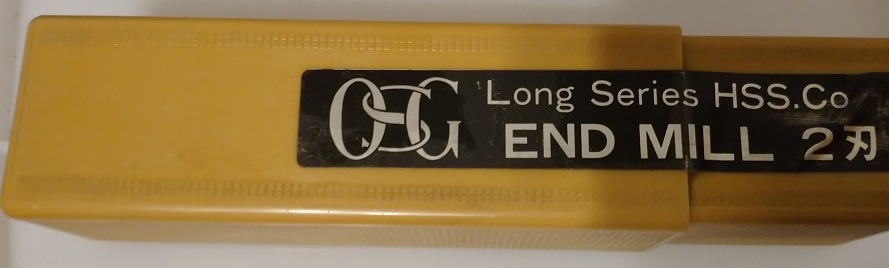 OSG
Long Series HSS.Co
END MILL 2刃